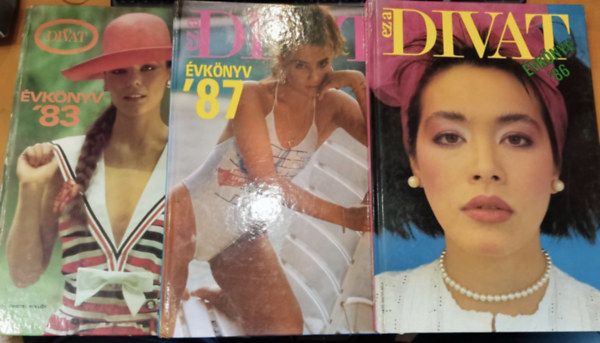 DIVAT
ÉVKÖNYV
'83
ez a
DIVAT
ÉVKÖNYV
'87
ez a
DIVAT
ÉVKÖNYV
'86